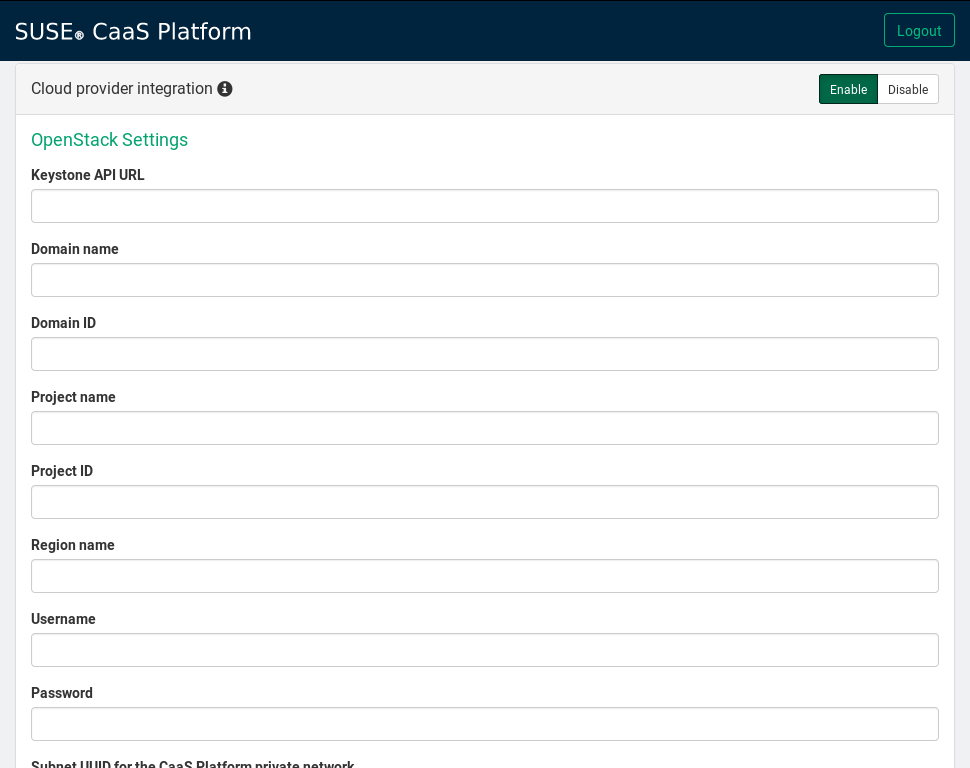 SUSE® CaaS Platform
Logout
Cloud provider integration
Enable
Disable
OpenStack Settings
Keystone API URL
Domain name
Domain ID
Project name
Project ID
Region name
Username
Password
Subnet UUID for the CaaS Platform private network